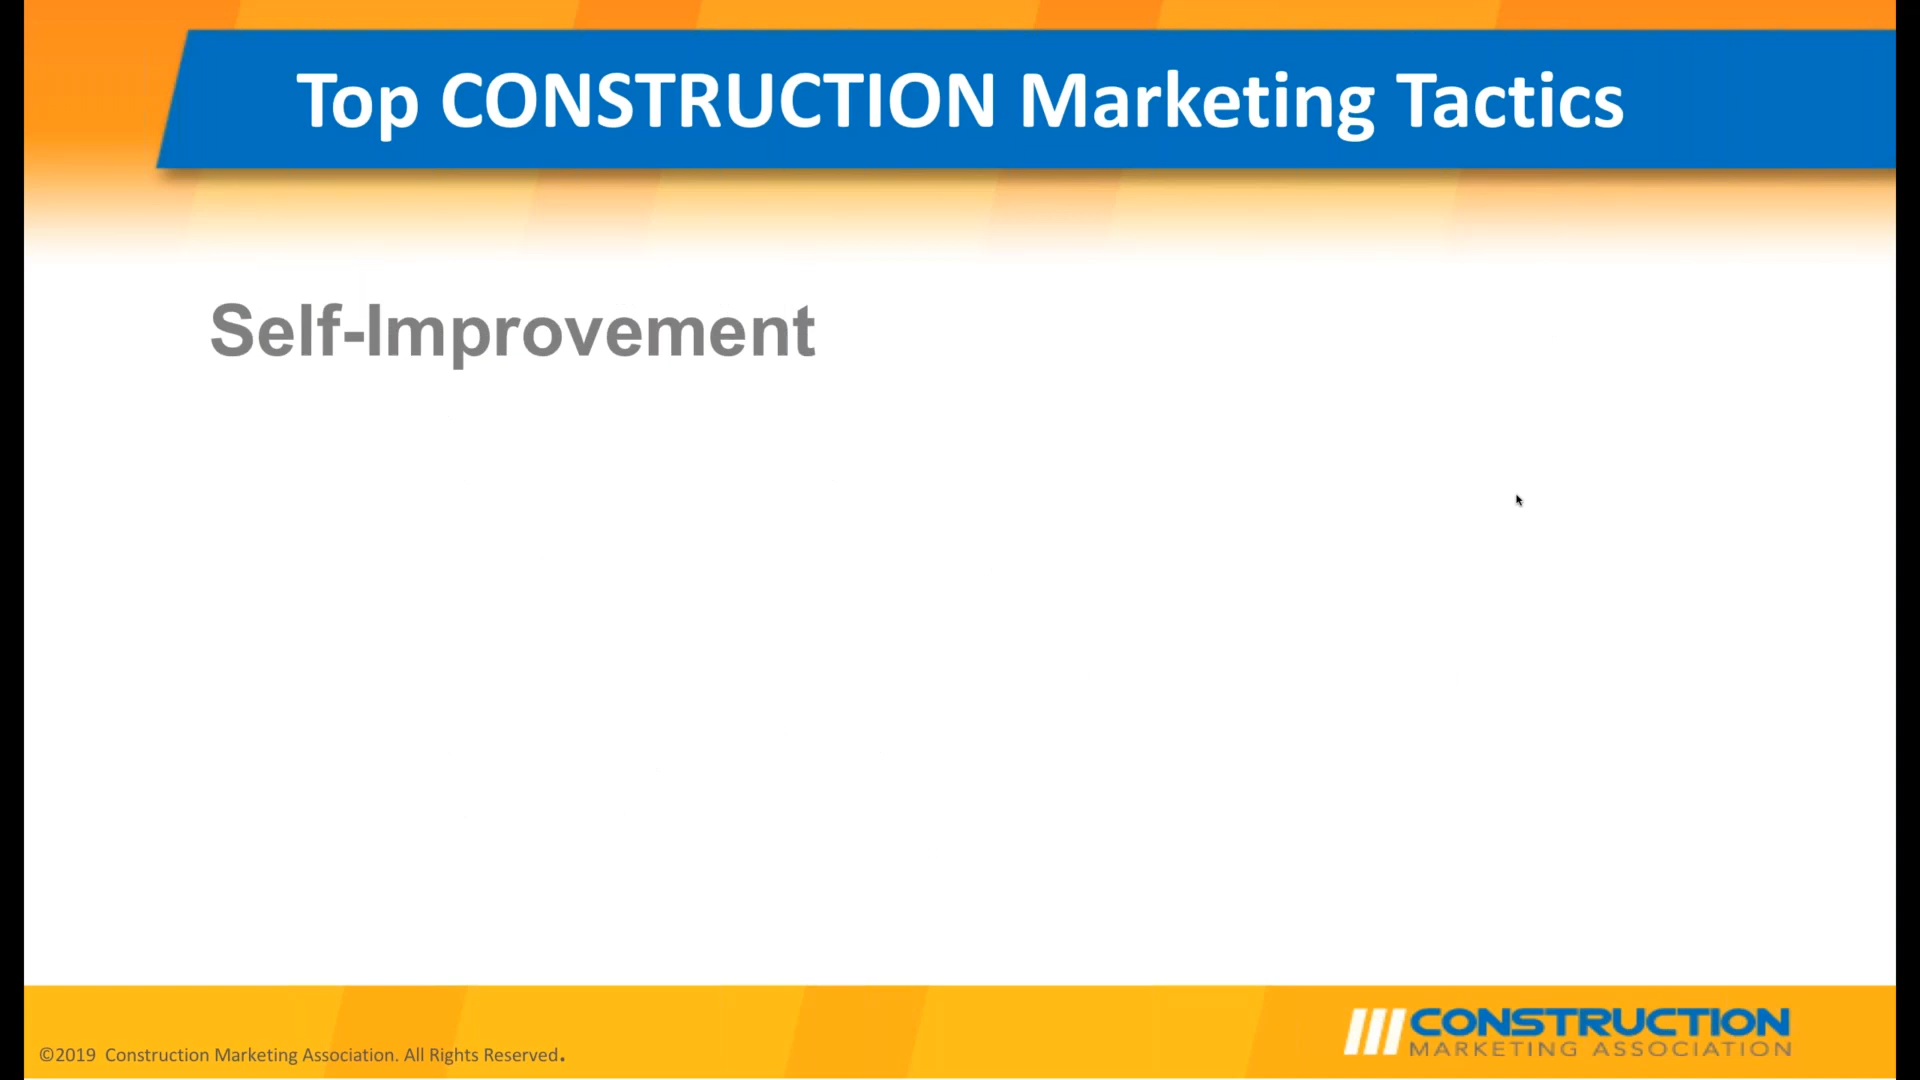 Top CONSTRUCTION Marketing Tactics
Self-Improvement
©2019 Construction Marketing Association. All Rights Reserved.
CONSTRUCTION
MARKETING ASSOCIATION